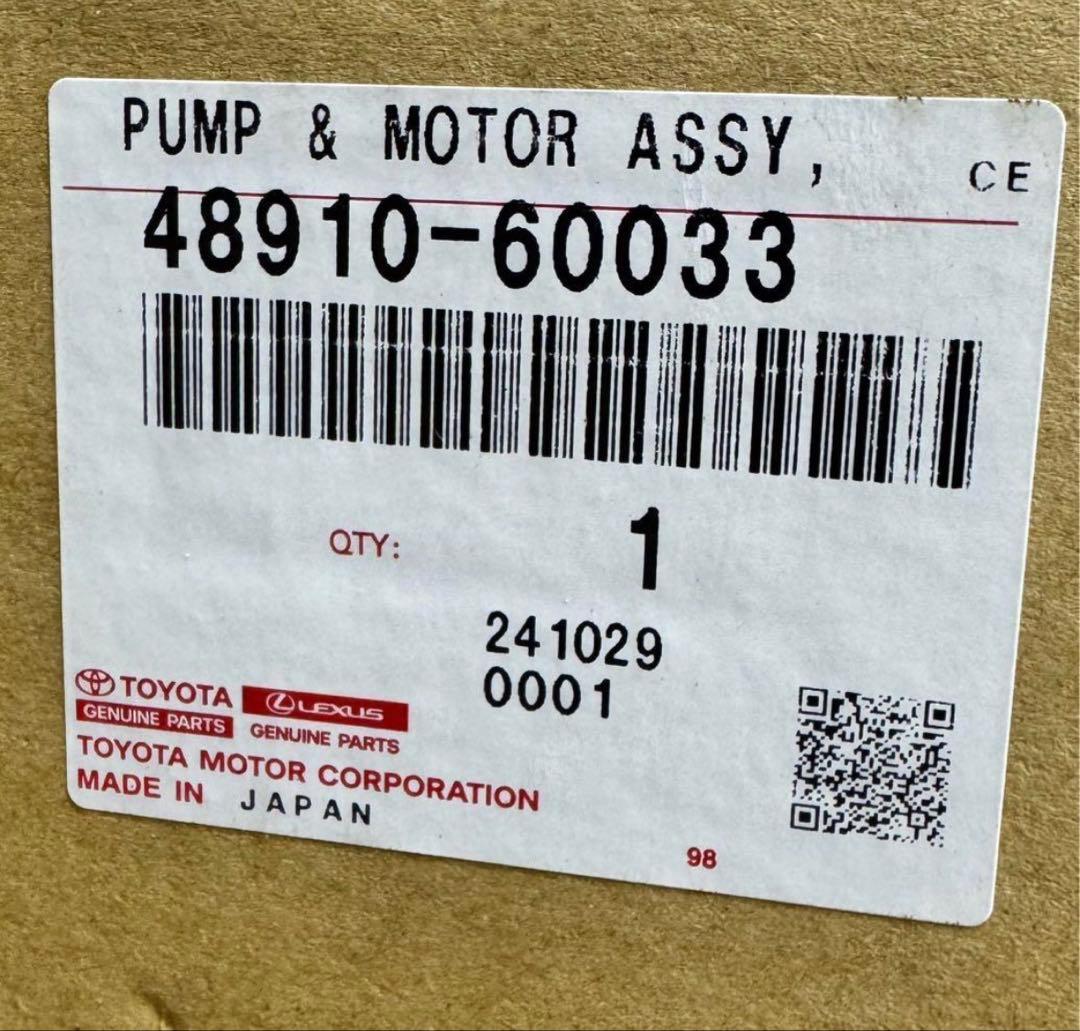 PUMP & MOTOR ASSY,
CE
48910-60033
QTY: 1
241029
0001
TOYOTA
GENUINE PARTS
LEXUS
GENUINE PARTS
TOYOTA MOTOR CORPORATION
MADE IN JAPAN
98